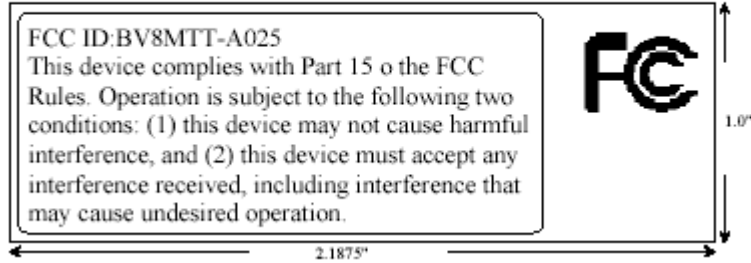 FCC ID:BV8MTT-A025
This device complies with Part 15 o the FCC
Rules. Operation is subject to the following two
conditions: (1) this device may not cause harmful
interference, and (2) this device must accept any
interference received, including interference that
may cause undesired operation.
FCC
1.0"
2.1875"